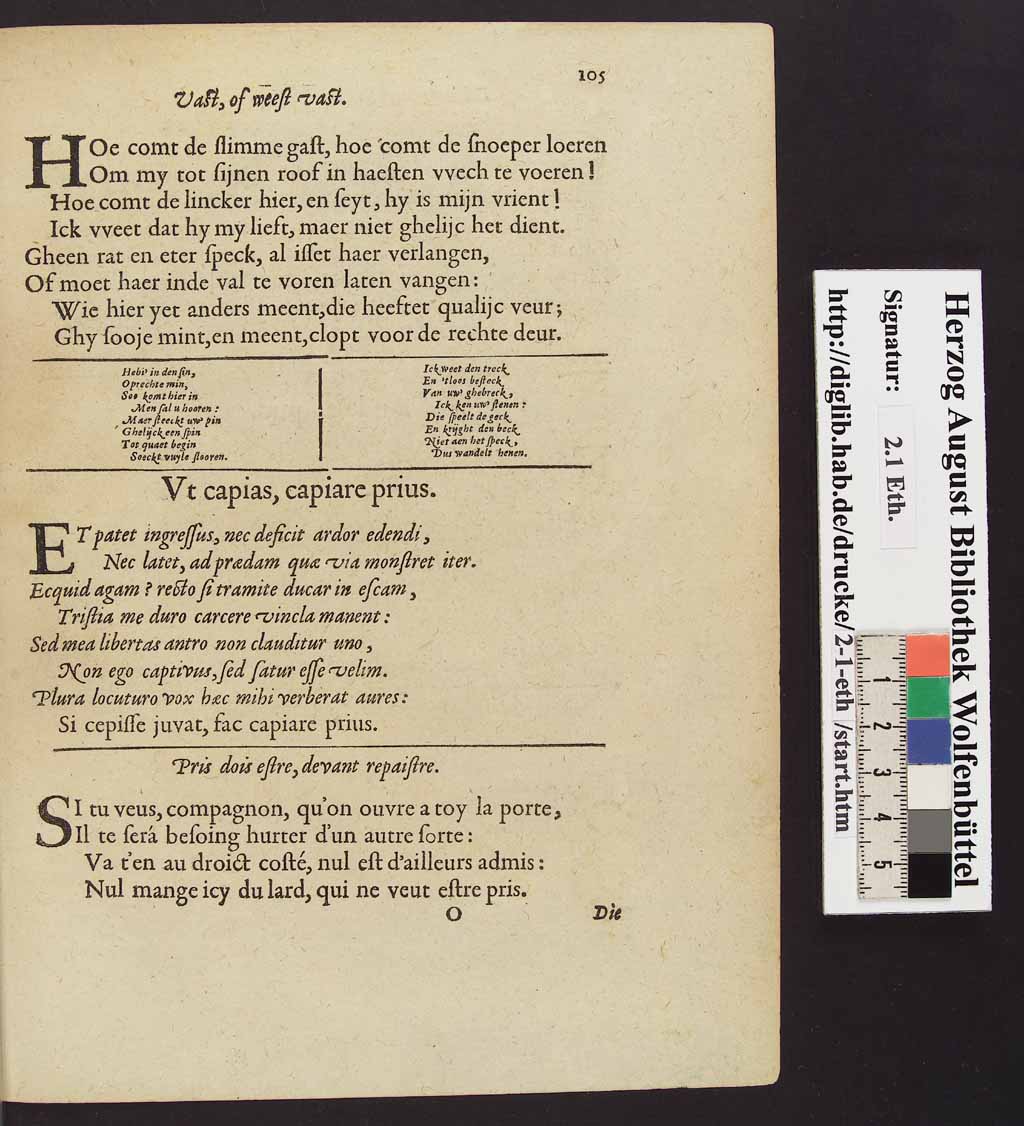 105
Vaſt, of weeſt vaſt.
HOe comt de ſlimme gaſt, hoe comt de ſnoeper loeren
Om my tot ſijnen roof in haeſten vvech te voeren!
Hoe comt de lincker hier, en ſeyt, hy is mijn vrient!
Ick vveet dat hy my lieft, maer niet ghelijc het dient.
Gheen rat en eter ſpeck, al iſſet haer verlangen,
Of moet haer inde val te voren laten vangen:
Wie hier yet anders meent, die heeftet qualijc veur;
Ghy ſooje mint, en meent, clopt voor de rechte deur.
Hebj' in den ſin,
Oprechte min,
Soo komt hier in
Men ſal u hooren:
Maer ſteeckt uw' pin
Ghelijck een ſpin
Tot quaet begin
Soeckt vuyle ſlooren.
Ick weet den treck
En 'tloos beſteck
Van uw' ghebreck,
Ick ken uw' ſtenen:
Die ſpeelt de geck
En krijght den beck
Niet aen het ſpeck,
Dus wandelt henen.
Vt capias, capiare prius.
ET patet ingreſſus, nec deficit ardor edendi,
Nec latet, ad prædam quæ via monſtret iter.
Ecquid agam? recto ſi tramite ducar in eſcam,
Triſtia me duro carcere vincla manent:
Sed mea libertas antro non clauditur uno,
Non ego captivus, ſed ſatur eſſe velim.
Plura locuturo vox hæc mihi verberat aures:
Si cepiſſe juvat, fac capiare prius.
Pris dois eſtre, devant repaiſtre.
SI tu veus, compagnon, qu'on ouvre a toy la porte,
Il te ſerá beſoing hurter d'un autre ſorte:
Va t'en au droict coſté, nul eſt d'ailleurs admis:
Nul mange icy du lard, qui ne veut eſtre pris.
O
Die
Herzog August Bibliothek Wolfenbüttel
Signatur: 2.1 Eth.
http://diglib.hab.de/drucke/2-1-eth /start.htm
1
2
3
4
5